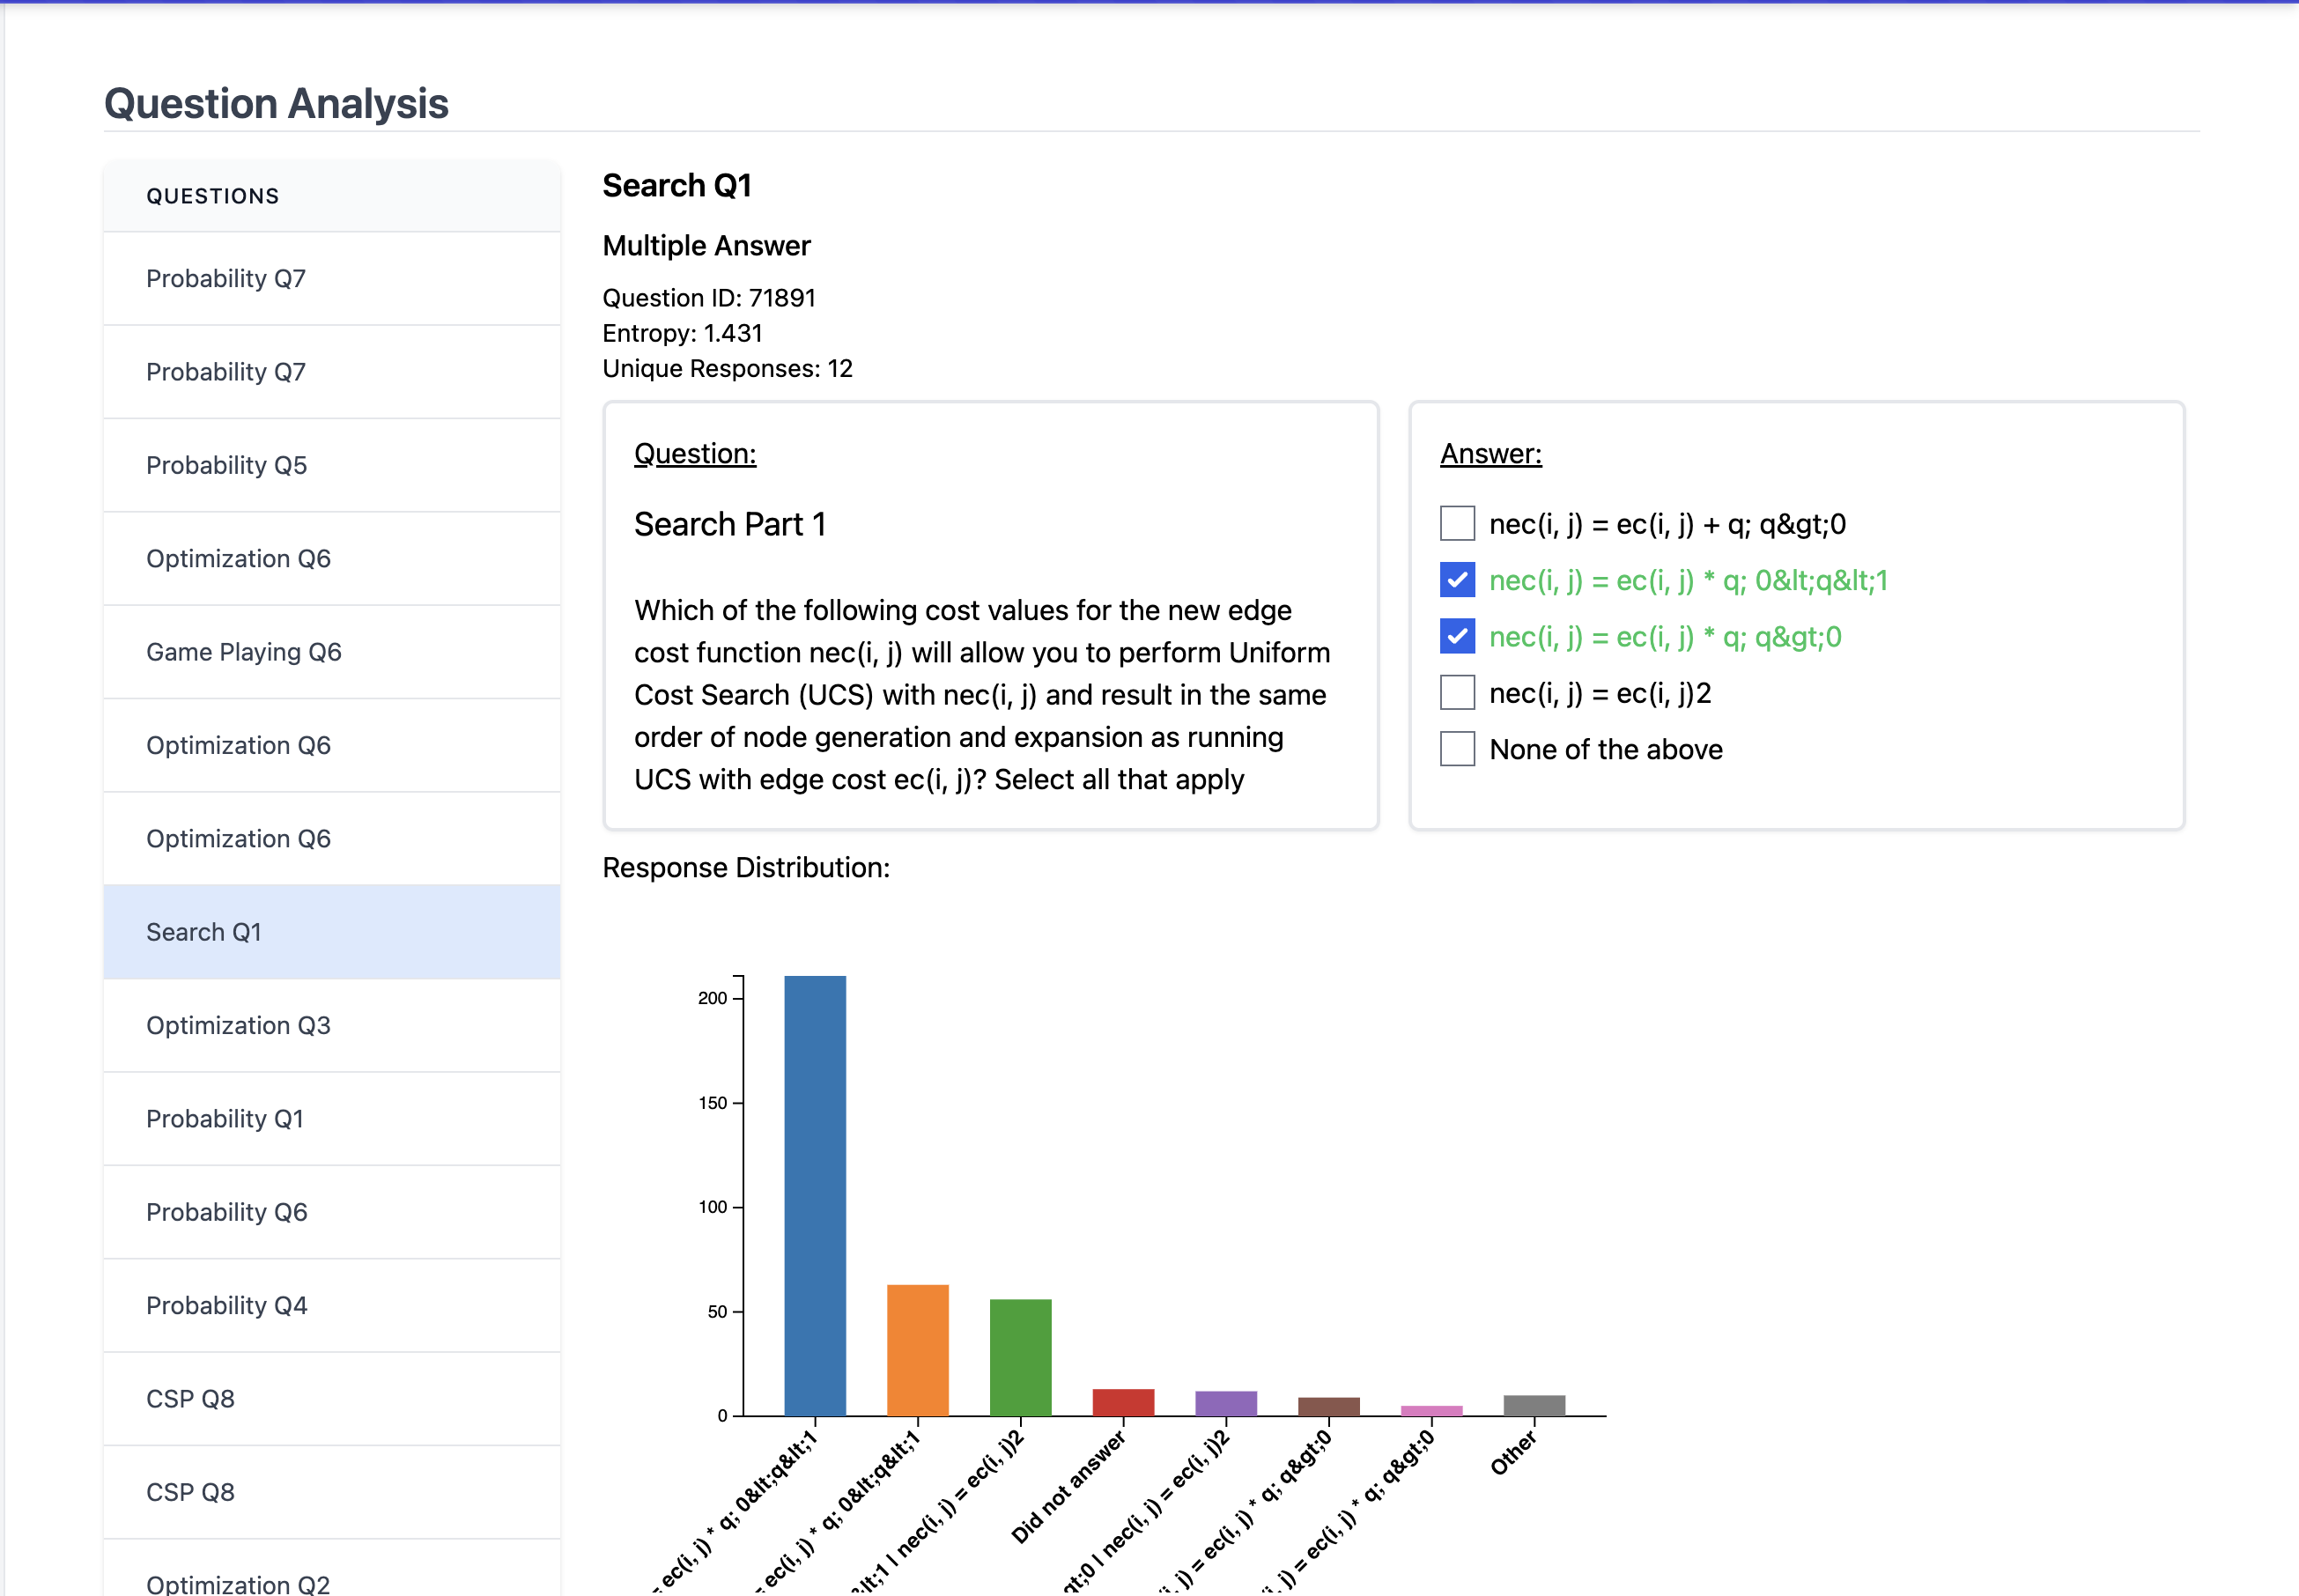 Question Analysis
QUESTIONS
Probability Q7
Probability Q7
Probability Q5
Optimization Q6
Game Playing Q6
Optimization Q6
Optimization Q6
Search Q1
Optimization Q3
Probability Q1
Probability Q6
Probability Q4
CSP Q8
CSP Q8
Optimization Q2
Search Q1
Multiple Answer
Question ID: 71891
Entropy: 1.431
Unique Responses: 12
Question:
Search Part 1
Which of the following cost values for the new edge
cost function nec(i, j) will allow you to perform Uniform
Cost Search (UCS) with nec(i, j) and result in the same
order of node generation and expansion as running
UCS with edge cost ec(i, j)? Select all that apply
Answer:
nec(i, j) = ec(i, j) + q; q&gt;0
nec(i, j) = ec(i, j) * q; 0&lt;q&lt;1
nec(i, j) = ec(i, j) * q; q&gt;0
nec(i, j) = ec(i, j)2
None of the above
Response Distribution:
200
150
100
50
0
= ec(i, j) * q; 0&lt;q&lt;1
= ec(i, j) * q; 0&lt;q&lt;1
&lt;1 | nec(i, j) = ec(i, j)2
Did not answer
gt;0 | nec(i, j) = ec(i, j)2
j) = ec(i, j) * q; q&gt;0
j) = ec(i, j) * q; q&gt;0
Other